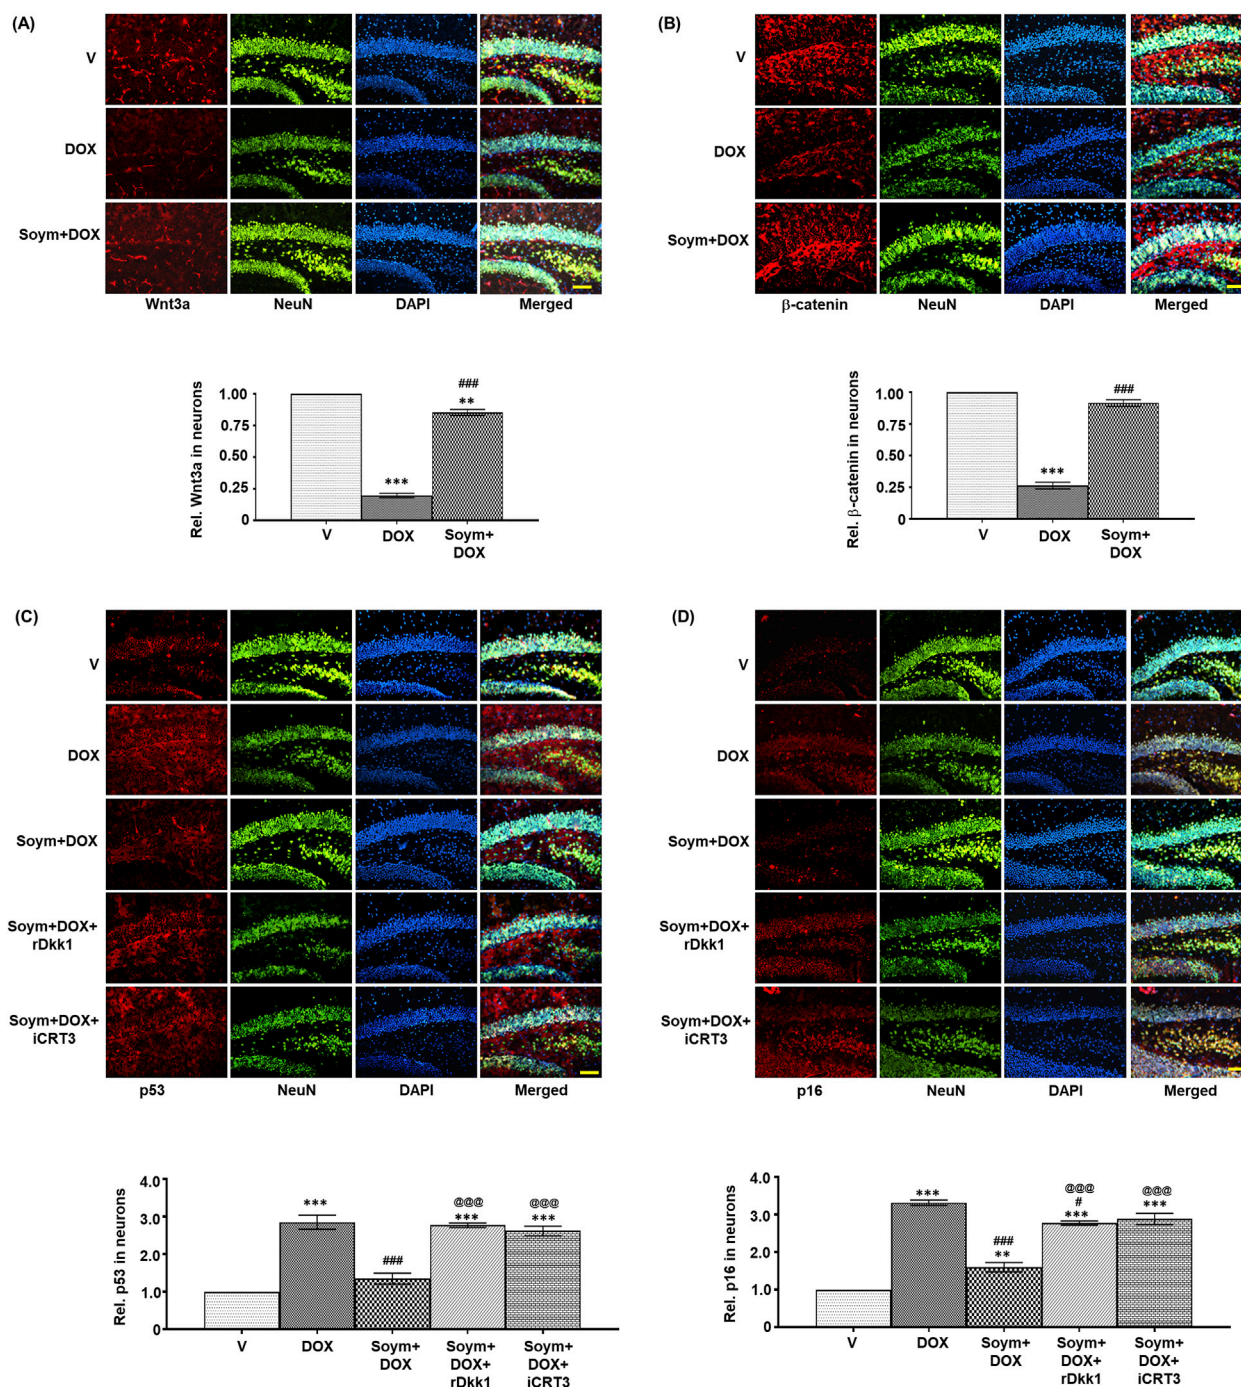 (A)
V
DOX
Soym+DOX
Wnt3a NeuN DAPI Merged
Rel. Wnt3a in neurons
1.00
0.75
0.50
0.25
0
***
###
**
V DOX Soym+
DOX
(B)
V
DOX
Soym+DOX
β-catenin NeuN DAPI Merged
Rel. β-catenin in neurons
1.00
0.75
0.50
0.25
0
***
###
V DOX Soym+
DOX
(C)
V
DOX
Soym+DOX
Soym+DOX+
rDkk1
Soym+DOX+
iCRT3
p53 NeuN DAPI Merged
Rel. p53 in neurons
4.0
3.0
2.0
1.0
0
***
###
@@@
***
@@@
***
V DOX Soym+ Soym+ Soym+
DOX DOX+ DOX+
rDkk1 iCRT3
(D)
V
DOX
Soym+DOX
Soym+DOX+
rDkk1
Soym+DOX+
iCRT3
p16 NeuN DAPI Merged
Rel. p16 in neurons
4.0
3.0
2.0
1.0
0
***
###
**
@@@
#
***
@@@
***
V DOX Soym+ Soym+ Soym+
DOX DOX+ DOX+
rDkk1 iCRT3